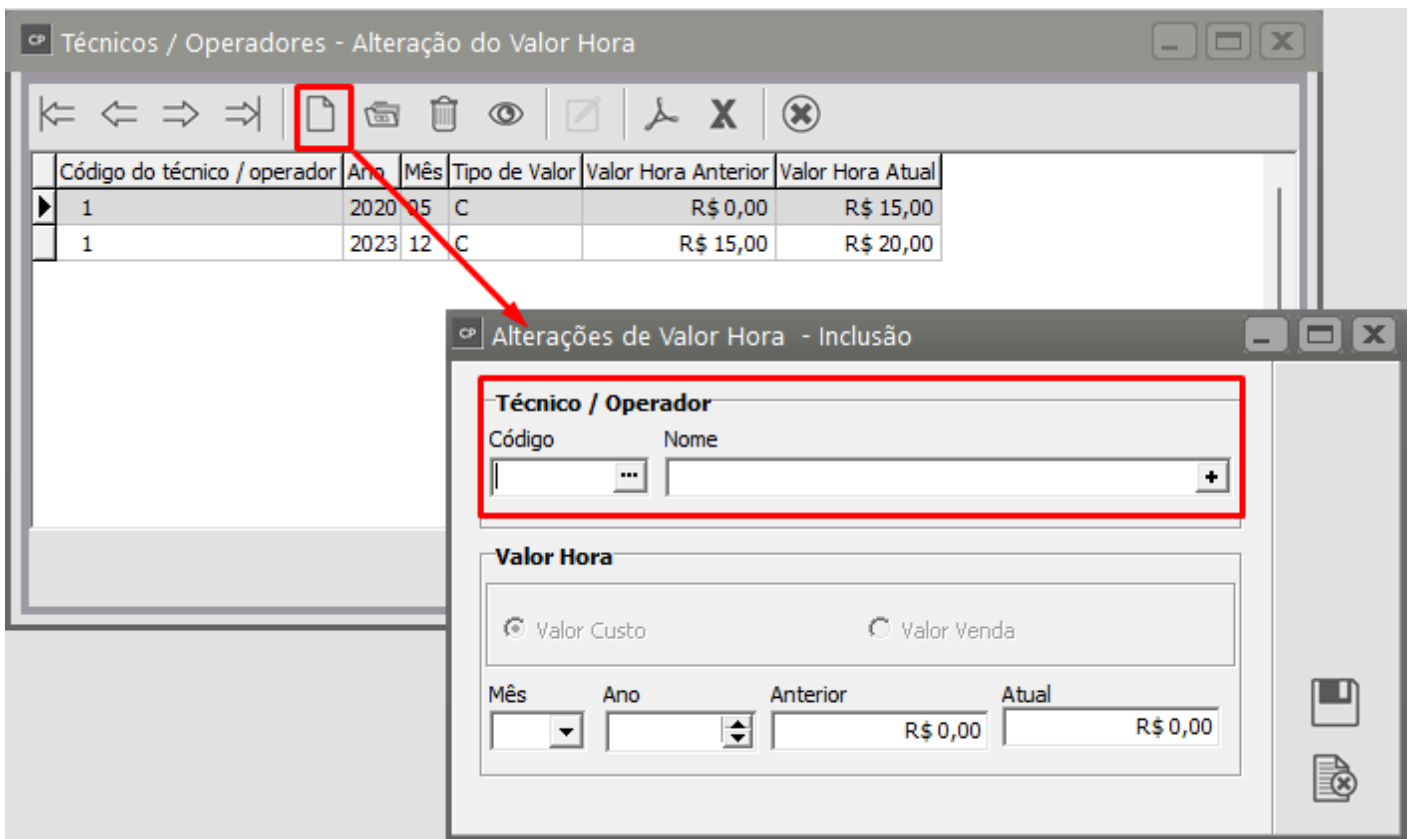 CP Técnicos / Operadores - Alteração do Valor Hora
X
Código do técnico / operador Ano Mês Tipo de Valor Valor Hora Anterior Valor Hora Atual
1 2020 05 C R$ 0,00 R$ 15,00
1 2023 12 C R$ 15,00 R$ 20,00
CP Alterações de Valor Hora - Inclusão
Técnico / Operador
Código Nome
Valor Hora
Valor Custo Valor Venda
Mês Ano Anterior Atual
R$ 0,00 R$ 0,00